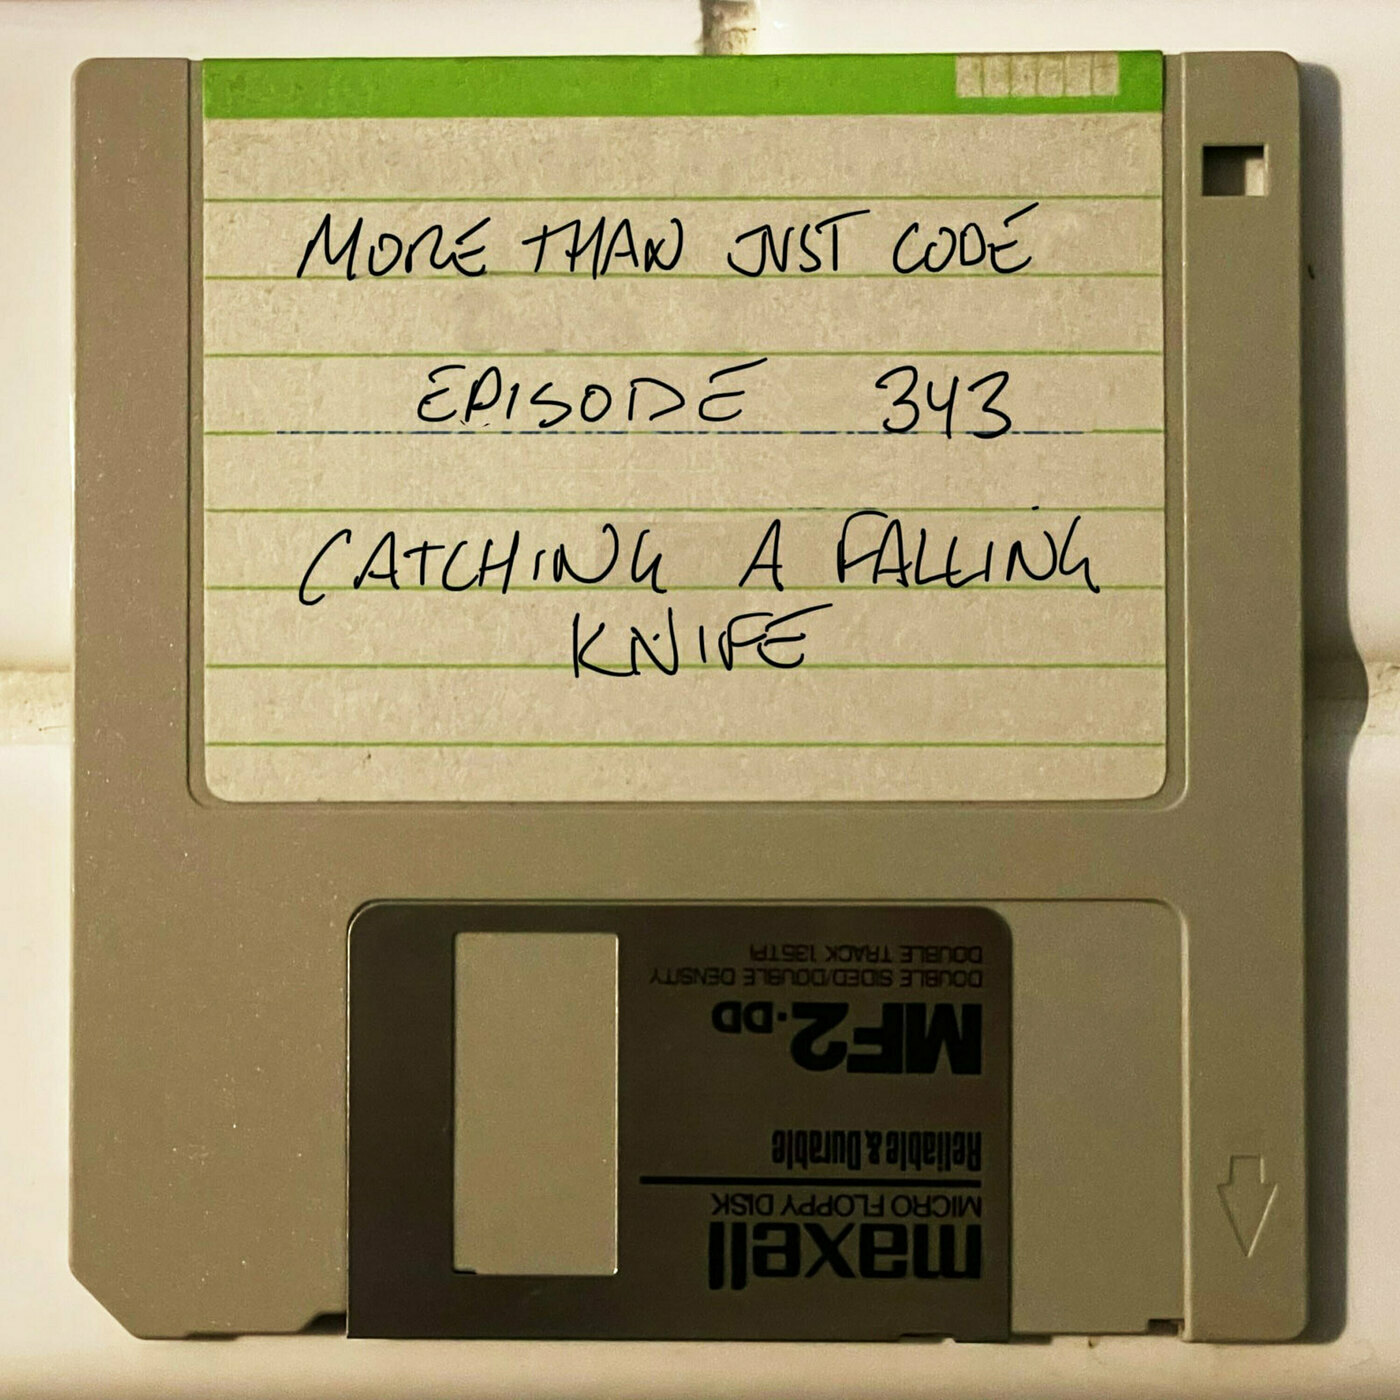 MORE THAN JUST CODE
EPISODE 343
CATCHING A FALLING
KNIFE
maxell
MICRO FLOPPY DISK
Reliable & Durable
MF2·DD
DOUBLE SIDED/DOUBLE DENSITY
DOUBLE TRACK 135TPI